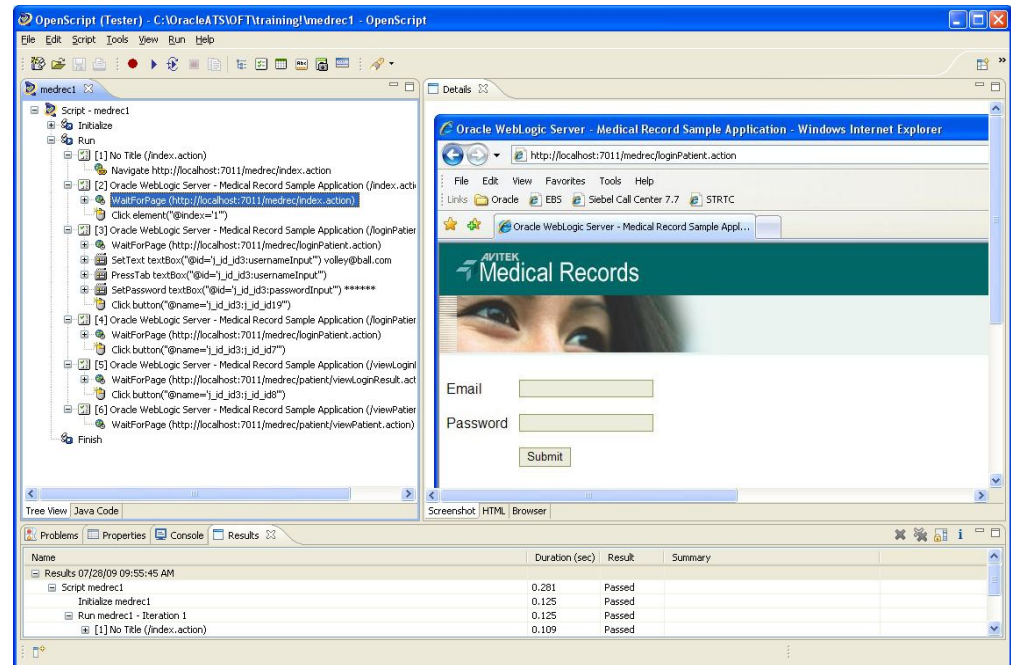 OpenScript (Tester) - C:\OracleATS\OFT\training!\medrec1 - OpenScript
File Edit Script Tools View Run Help
medrec1
Script - medrec1
Initialize
Run
[1] No Title (/index.action)
Navigate http://localhost:7011/medrec/index.action
[2] Oracle WebLogic Server - Medical Record Sample Application (/index.acti
WaitForPage (http://localhost:7011/medrec/index.action)
Click element("@index='1'")
[3] Oracle WebLogic Server - Medical Record Sample Application (/loginPatier
WaitForPage (http://localhost:7011/medrec/loginPatient.action)
SetText textBox("@id='j_id_id3:usernameInput'") volley@ball.com
PressTab textBox("@id='j_id_id3:usernameInput'")
SetPassword textBox("@id='j_id_id3:passwordInput'") ******
Click button("@name='j_id_id3:j_id_id19'")
[4] Oracle WebLogic Server - Medical Record Sample Application (/loginPatier
WaitForPage (http://localhost:7011/medrec/loginPatient.action)
Click button("@name='j_id_id3:j_id_id7'")
[5] Oracle WebLogic Server - Medical Record Sample Application (/viewLoginI
WaitForPage (http://localhost:7011/medrec/patient/viewLoginResult.act
Click button("@name='j_id_id3:j_id_id8'")
[6] Oracle WebLogic Server - Medical Record Sample Application (/viewPatier
WaitForPage (http://localhost:7011/medrec/patient/viewPatient.action)
Finish
Tree View Java Code
Details
Oracle WebLogic Server - Medical Record Sample Application - Windows Internet Explorer
http://localhost:7011/medrec/loginPatient.action
File Edit View Favorites Tools Help
Links Oracle EBS Siebel Call Center 7.7 STRTC
Oracle WebLogic Server - Medical Record Sample Appl...
AVITEK
Medical Records
Email
Password
Submit
Screenshot HTML Browser
Problems Properties Console Results
Name Duration (sec) Result Summary
Results 07/28/09 09:55:45 AM
Script medrec1 0.281 Passed
Initialize medrec1 0.125 Passed
Run medrec1 - Iteration 1 0.125 Passed
[1] No Title (/index.action) 0.109 Passed